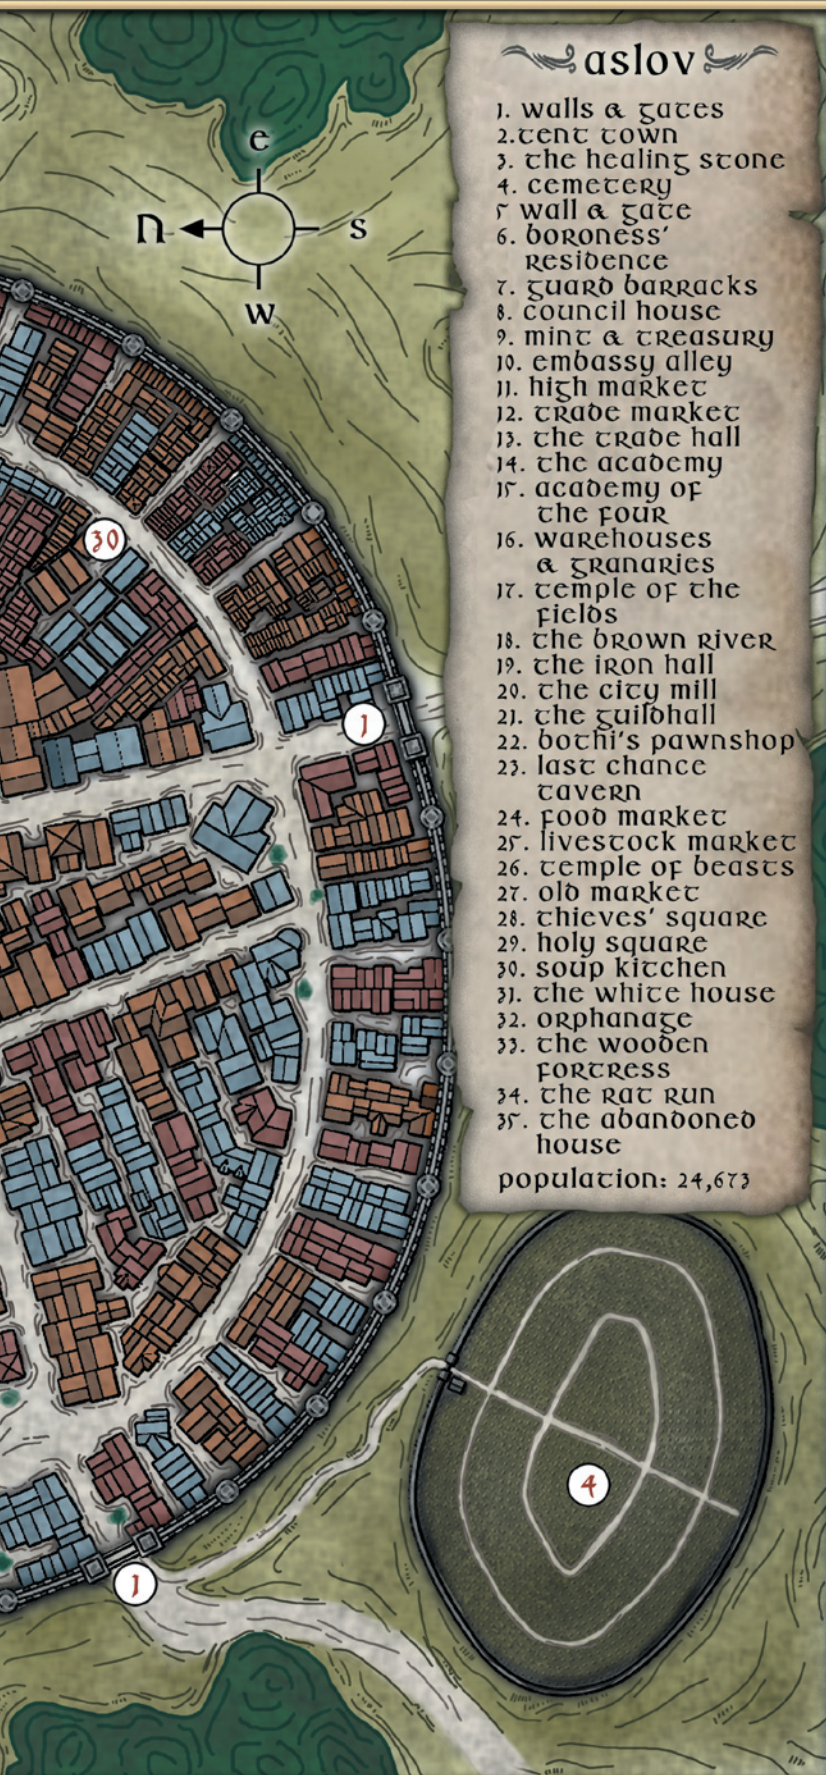 aslov
1. walls & gates
2.tent town
3. the healing stone
4. cemetery
5 wall & gate
6. boroness'
residence
7. guard barracks
8. council house
9. mint & treasury
10. embassy alley
11. high market
12. trade market
13. the trade hall
14. the academy
15. academy of
the four
16. warehouses
& granaries
17. temple of the
fields
18. the brown river
19. the iron hall
20. the city mill
21. the guildhall
22. bothi's pawnshop
23. last chance
tavern
24. food market
25. livestock market
26. temple of beasts
27. old market
28. thieves' square
29. holy square
30. soup kitchen
31. the white house
32. orphanage
33. the wooden
fortress
34. the rat run
35. the abandoned
house
population: 24,673
e
n s
w
30
1
4
1